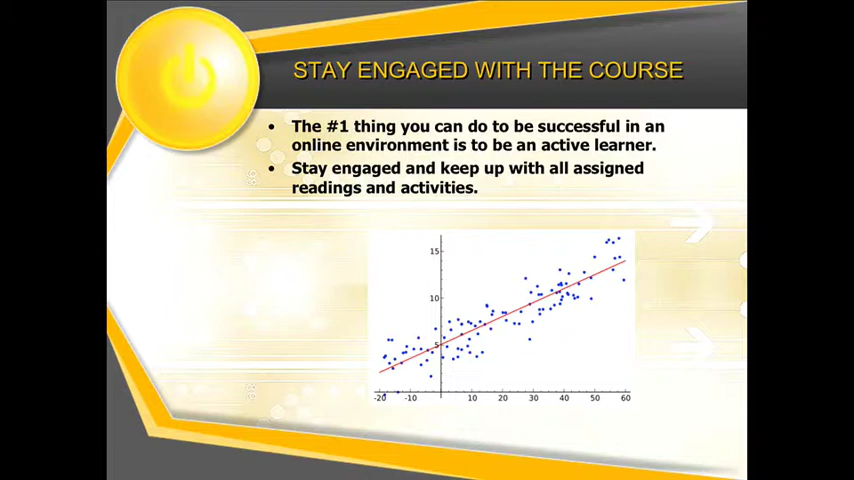 STAY ENGAGED WITH THE COURSE
• The #1 thing you can do to be successful in an
online environment is to be an active learner.
• Stay engaged and keep up with all assigned
readings and activities.
15
10
5
-20 -10 10 20 30 40 50 60